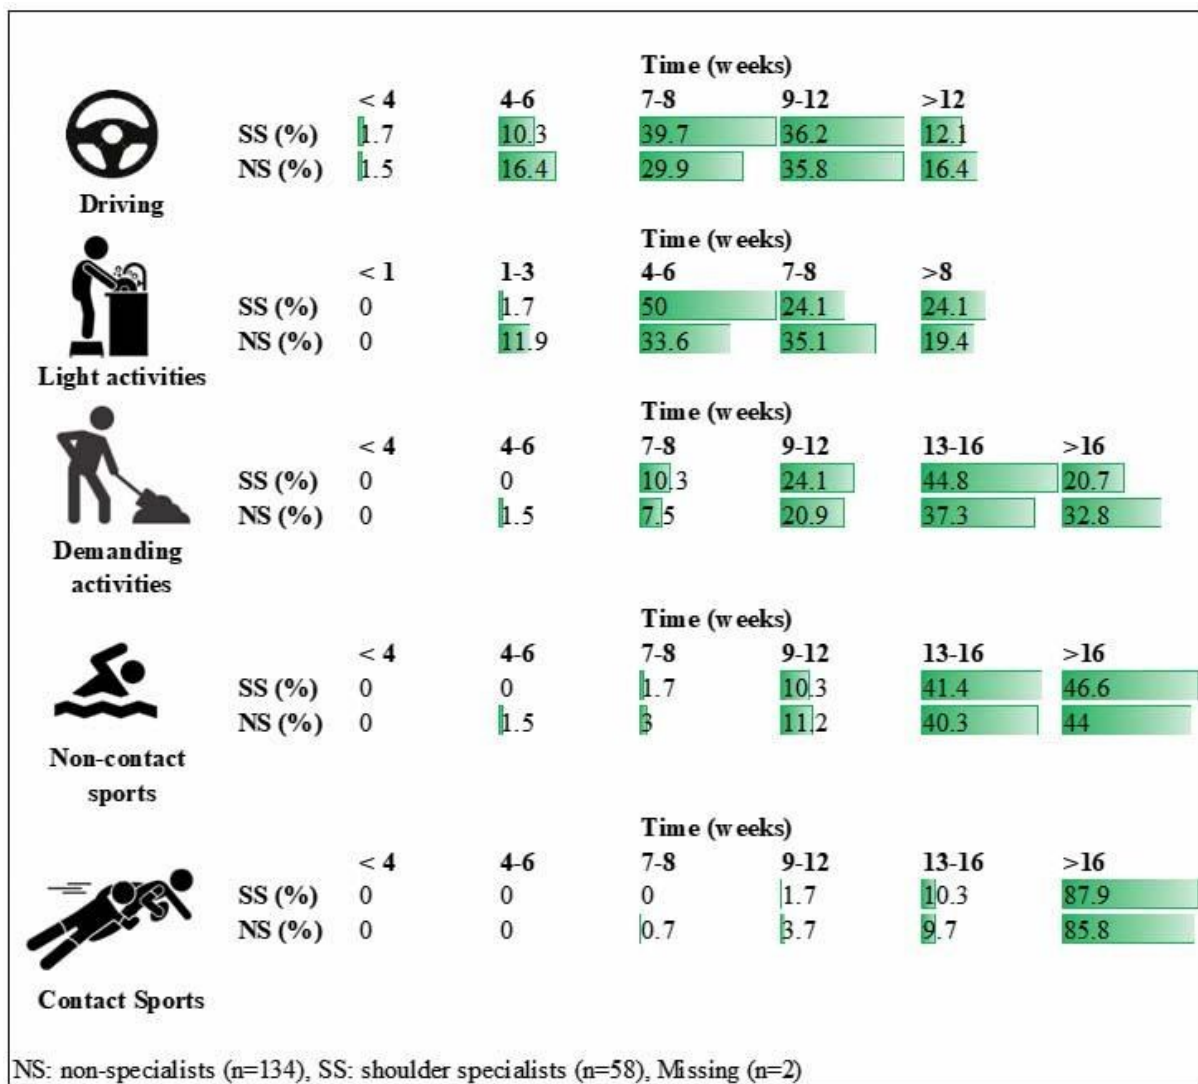 Time (weeks)
< 4 4-6 7-8 9-12 >12
SS (%) 1.7 10.3 39.7 36.2 12.1
NS (%) 1.5 16.4 29.9 35.8 16.4
Driving
Time (weeks)
< 1 1-3 4-6 7-8 >8
SS (%) 0 1.7 50 24.1 24.1
NS (%) 0 11.9 33.6 35.1 19.4
Light activities
Time (weeks)
< 4 4-6 7-8 9-12 13-16 >16
SS (%) 0 0 10.3 24.1 44.8 20.7
NS (%) 0 1.5 7.5 20.9 37.3 32.8
Demanding
activities
Time (weeks)
< 4 4-6 7-8 9-12 13-16 >16
SS (%) 0 0 1.7 10.3 41.4 46.6
NS (%) 0 1.5 3 11.2 40.3 44
Non-contact
sports
Time (weeks)
< 4 4-6 7-8 9-12 13-16 >16
SS (%) 0 0 0 1.7 10.3 87.9
NS (%) 0 0 0.7 3.7 9.7 85.8
Contact Sports
NS: non-specialists (n=134), SS: shoulder specialists (n=58), Missing (n=2)